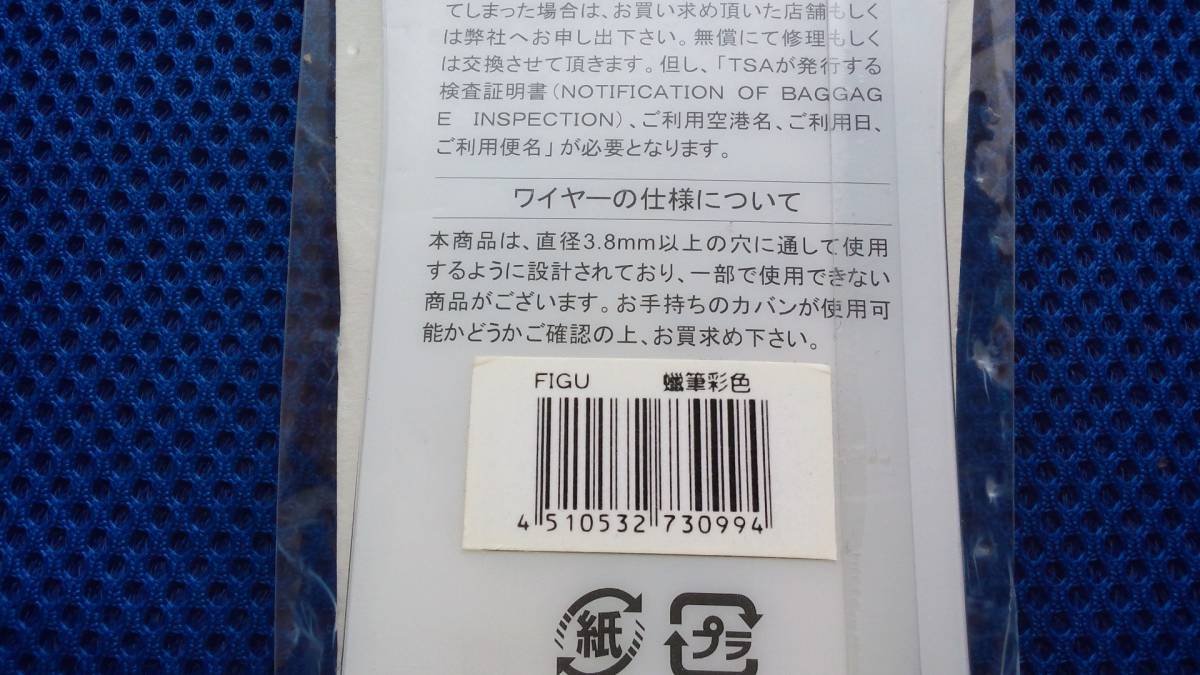 てしまった場合は、お買い求め頂いた店舗もしく
は弊社へお申し出下さい。無償にて修理もしく
は交換させて頂きます。但し、「TSAが発行する
検査証明書(NOTIFICATION OF BAGGAG
E INSPECTION)、ご利用空港名、ご利用日、
ご利用便名」が必要となります。
ワイヤーの仕様について
本商品は、直径3.8mm以上の穴に通して使用
するように設計されており、一部で使用できない
商品がございます。お手持ちのカバンが使用可
能かどうかご確認の上、お買求め下さい。
FIGU 蠟筆彩色
4 510532 730994
紙 プラ